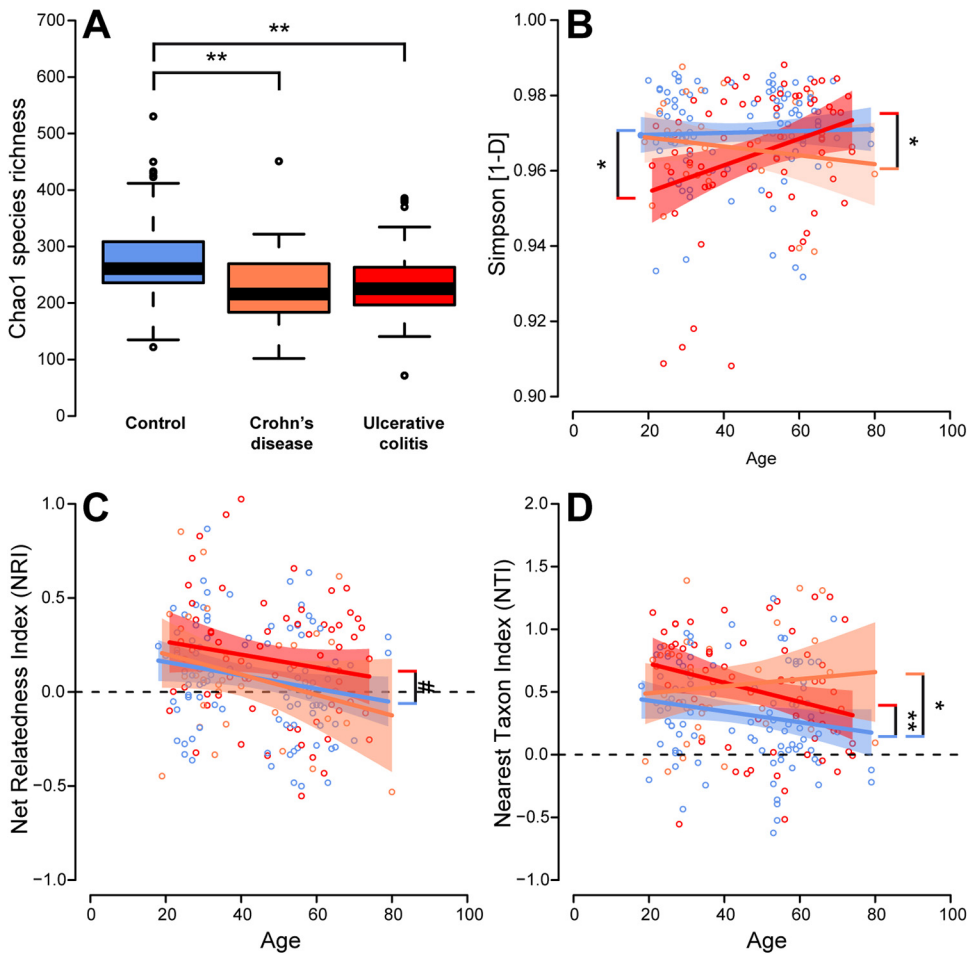 A
Chao1 species richness
700
600
500
400
300
200
100
0
**
**
Control
Crohn's
disease
Ulcerative
colitis
B
Simpson [1-D]
1.00
0.98
0.96
0.94
0.92
0.90
*
*
0 20 40 60 80 100
Age
C
Net Relatedness Index (NRI)
1.0
0.5
0.0
−0.5
−1.0
#
0 20 40 60 80 100
Age
D
Nearest Taxon Index (NTI)
2.0
1.5
1.0
0.5
0.0
−0.5
−1.0
**
*
0 20 40 60 80 100
Age